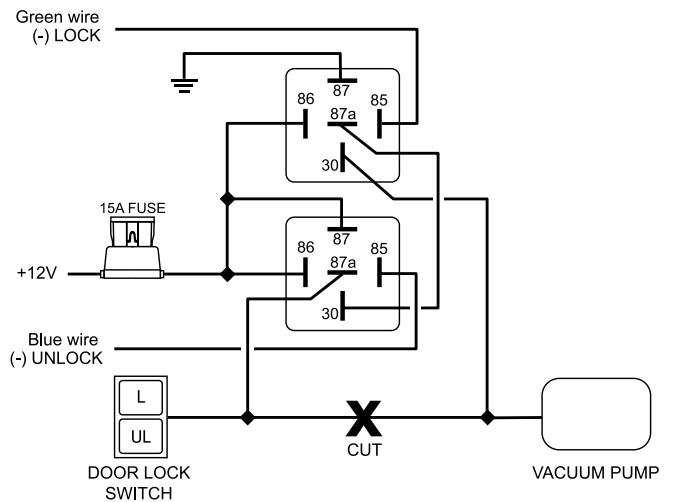 Green wire
(-) LOCK
87
86
87a
85
30
15A FUSE
87
86
87a
85
30
+12V
Blue wire
(-) UNLOCK
L
UL
CUT
DOOR LOCK
SWITCH
VACUUM PUMP